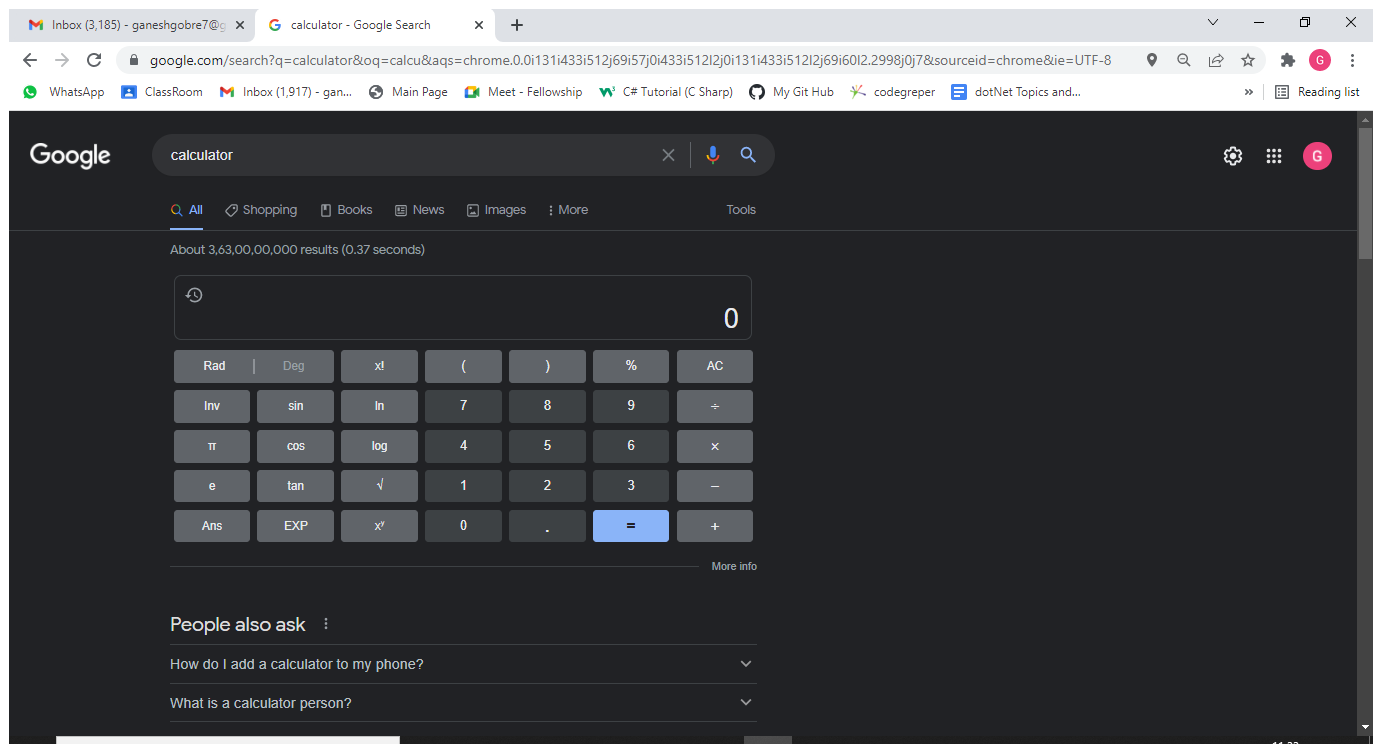 Inbox (3,185) - ganeshgobre7@g
calculator - Google Search
google.com/search?q=calculator&oq=calcu&aqs=chrome.0.0i131i433i512j69i57j0i433i512l2j0i131i433i512l2j69i60l2.2998j0j7&sourceid=chrome&ie=UTF-8
G
WhatsApp ClassRoom Inbox (1,917) - gan... Main Page Meet - Fellowship C# Tutorial (C Sharp) My Git Hub codegreper dotNet Topics and... » Reading list
Google
calculator
G
All Shopping Books News Images More Tools
About 3,63,00,00,000 results (0.37 seconds)
0
Rad | Deg x! ( ) % AC
Inv sin ln 7 8 9 ÷
π cos log 4 5 6 ×
e tan √ 1 2 3 −
Ans EXP xʸ 0 . = +
More info
People also ask
How do I add a calculator to my phone?
What is a calculator person?